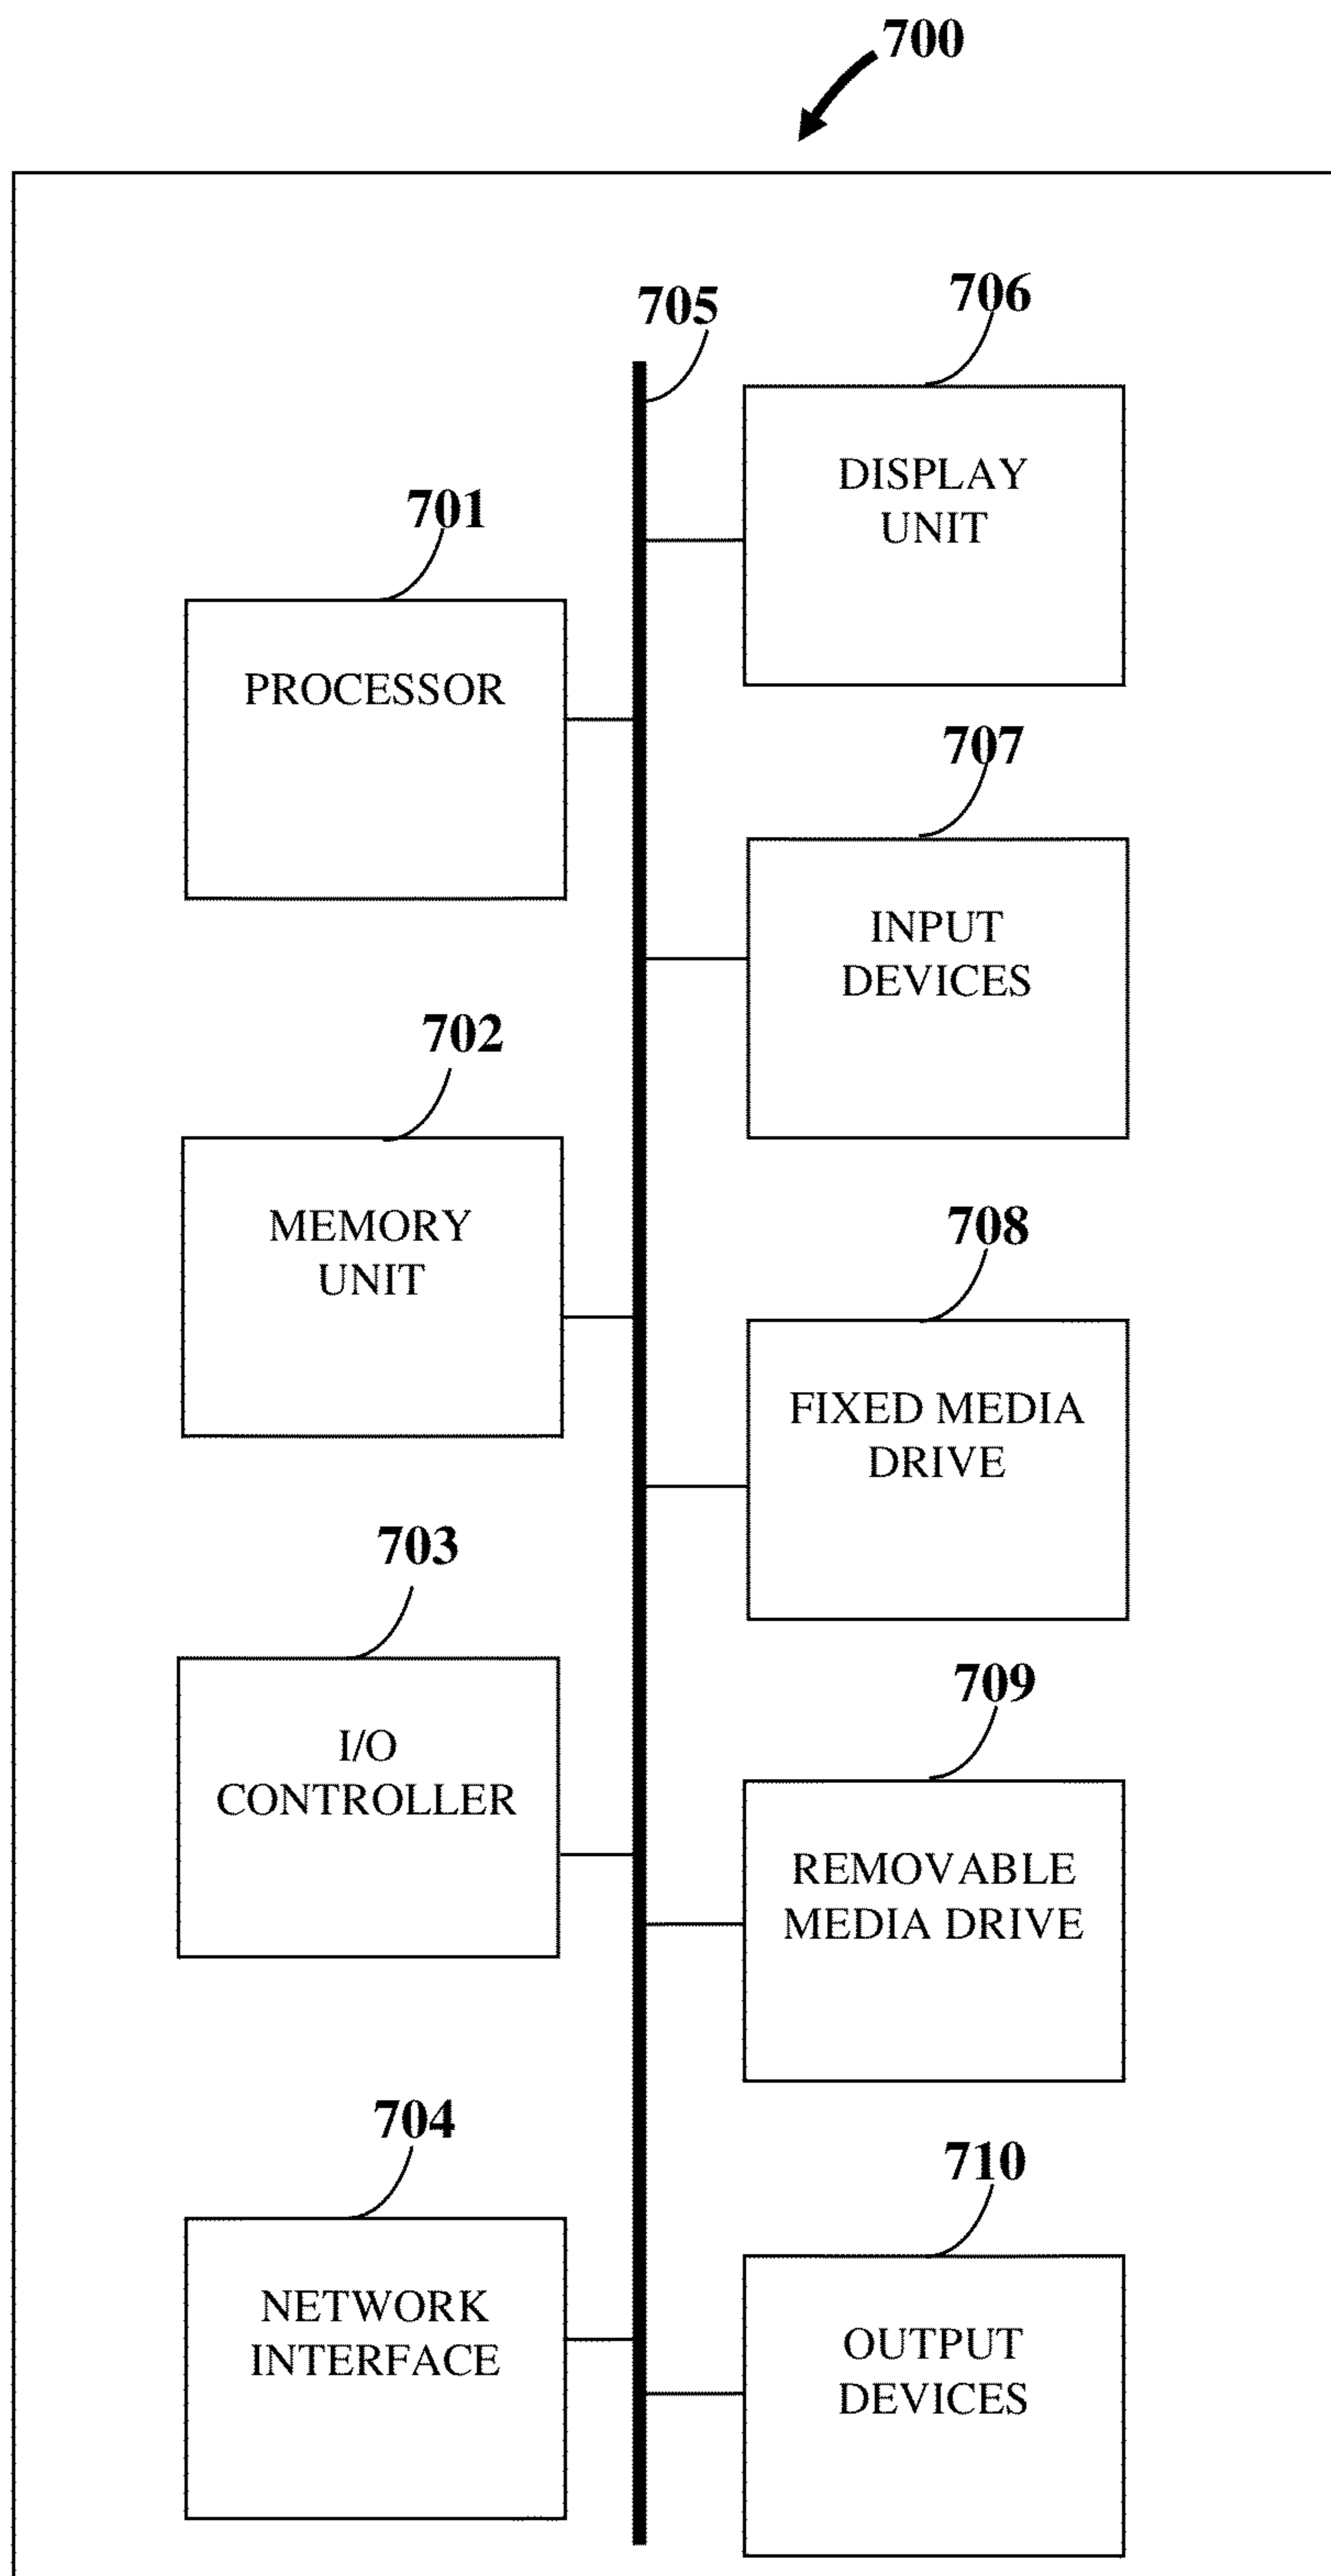 700
705
706
DISPLAY
UNIT
701
PROCESSOR
707
INPUT
DEVICES
702
MEMORY
UNIT
708
FIXED MEDIA
DRIVE
703
I/O
CONTROLLER
709
REMOVABLE
MEDIA DRIVE
704
NETWORK
INTERFACE
710
OUTPUT
DEVICES